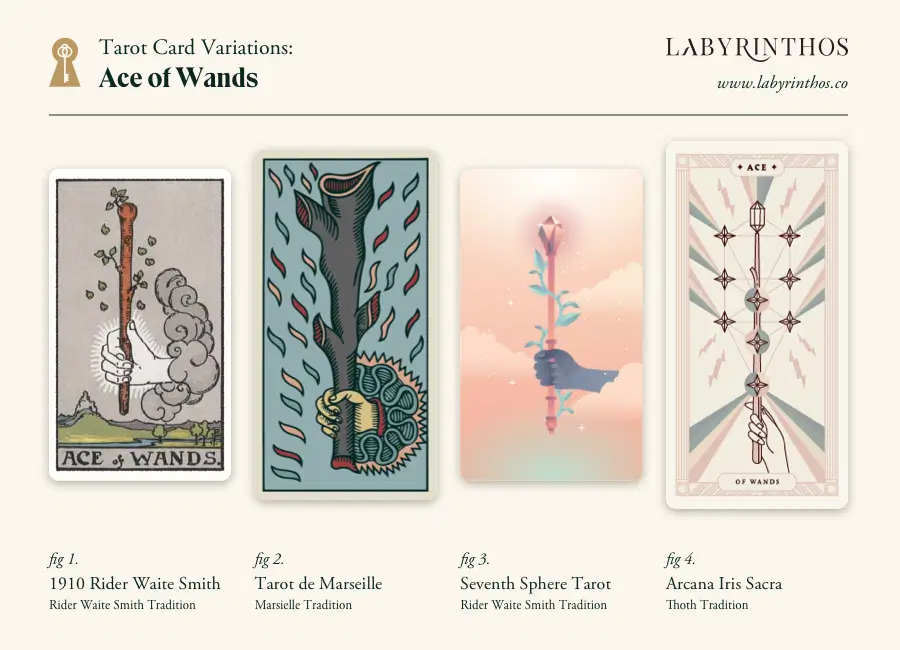 Tarot Card Variations:
Ace of Wands
LABYRINTHOS
www.labyrinthos.co
ACE of WANDS.
ACE
OF WANDS
fig 1.
1910 Rider Waite Smith
Rider Waite Smith Tradition
fig 2.
Tarot de Marseille
Marsielle Tradition
fig 3.
Seventh Sphere Tarot
Rider Waite Smith Tradition
fig 4.
Arcana Iris Sacra
Thoth Tradition